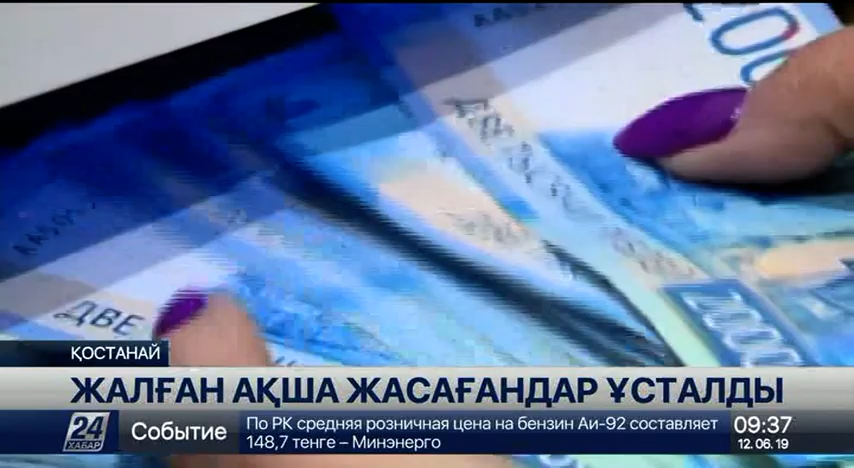 ДВЕ
2000
ҚОСТАНАЙ
ЖАЛҒАН АҚША ЖАСАҒАНДАР ҰСТАЛДЫ
24
ХАБАР
Событие
По РК средняя розничная цена на бензин Аи-92 составляет
148,7 тенге – Минэнерго
09:37
12.06.19